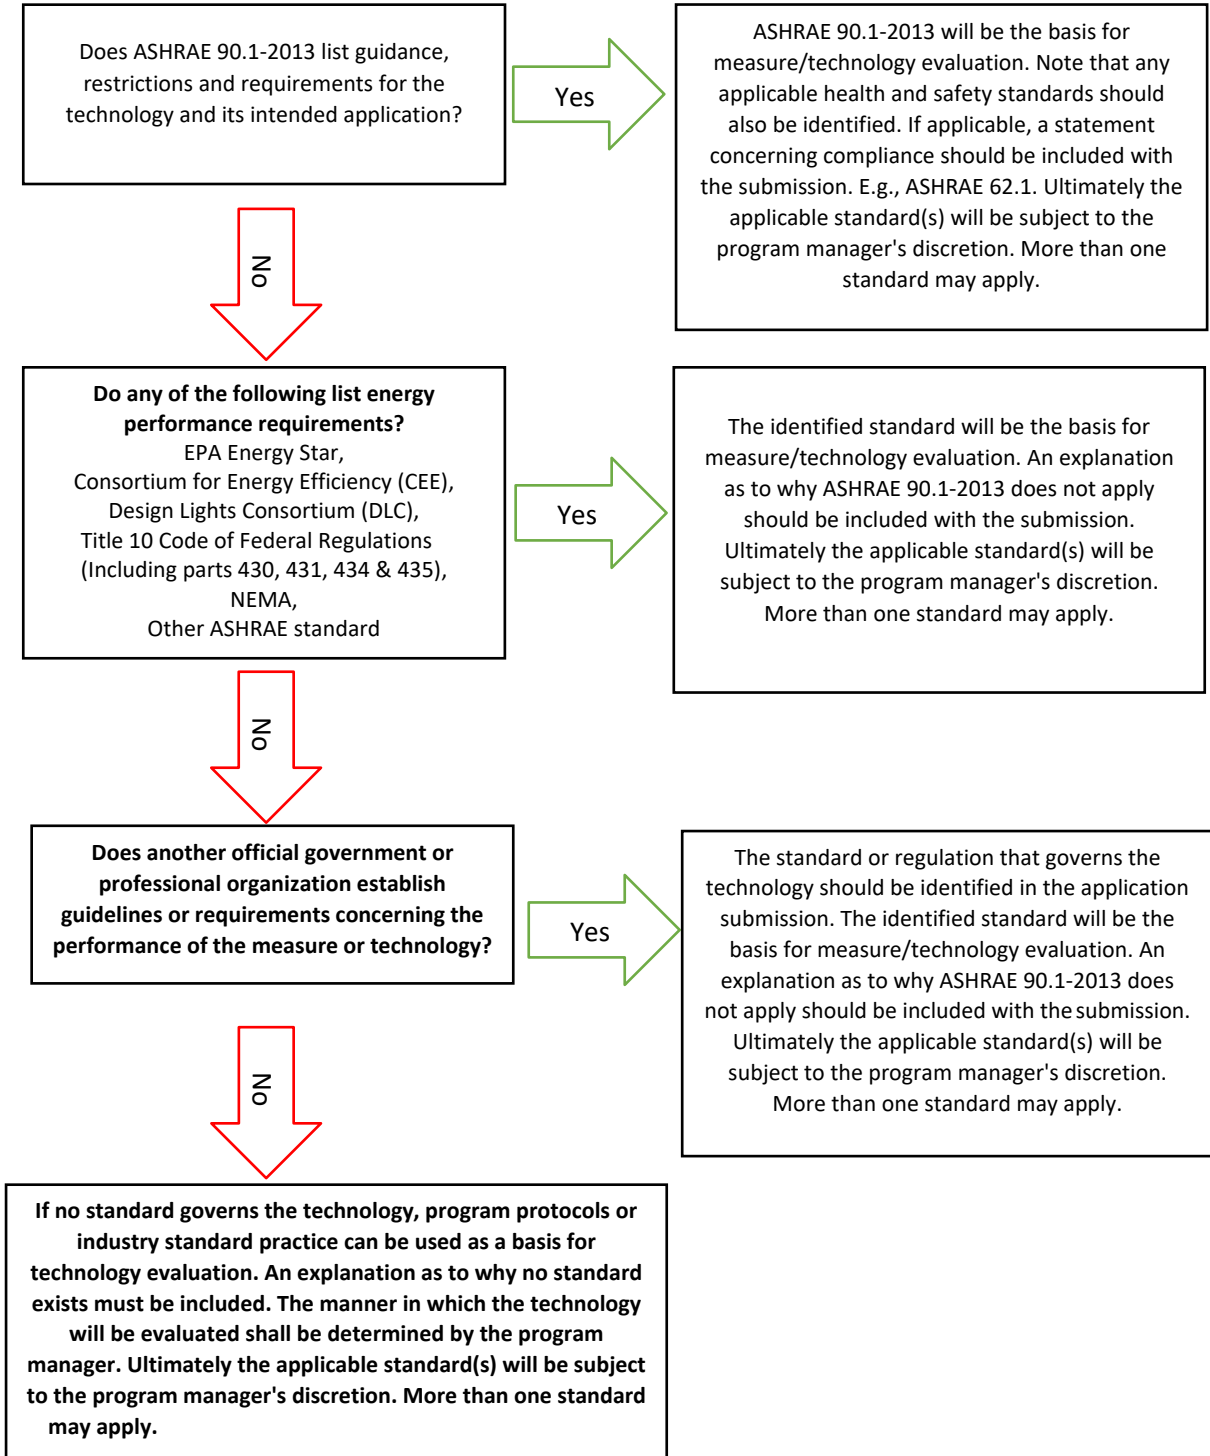 Does ASHRAE 90.1-2013 list guidance,
restrictions and requirements for the
technology and its intended application?
Yes
ASHRAE 90.1-2013 will be the basis for
measure/technology evaluation. Note that any
applicable health and safety standards should
also be identified. If applicable, a statement
concerning compliance should be included with
the submission. E.g., ASHRAE 62.1. Ultimately the
applicable standard(s) will be subject to the
program manager's discretion. More than one
standard may apply.
No
Do any of the following list energy
performance requirements?
EPA Energy Star,
Consortium for Energy Efficiency (CEE),
Design Lights Consortium (DLC),
Title 10 Code of Federal Regulations
(Including parts 430, 431, 434 & 435),
NEMA,
Other ASHRAE standard
Yes
The identified standard will be the basis for
measure/technology evaluation. An explanation
as to why ASHRAE 90.1-2013 does not apply
should be included with the submission.
Ultimately the applicable standard(s) will be
subject to the program manager's discretion.
More than one standard may apply.
No
Does another official government or
professional organization establish
guidelines or requirements concerning the
performance of the measure or technology?
Yes
The standard or regulation that governs the
technology should be identified in the application
submission. The identified standard will be the
basis for measure/technology evaluation. An
explanation as to why ASHRAE 90.1-2013 does
not apply should be included with the submission.
Ultimately the applicable standard(s) will be
subject to the program manager's discretion.
More than one standard may apply.
No
If no standard governs the technology, program protocols or
industry standard practice can be used as a basis for
technology evaluation. An explanation as to why no standard
exists must be included. The manner in which the technology
will be evaluated shall be determined by the program
manager. Ultimately the applicable standard(s) will be subject
to the program manager's discretion. More than one standard
may apply.